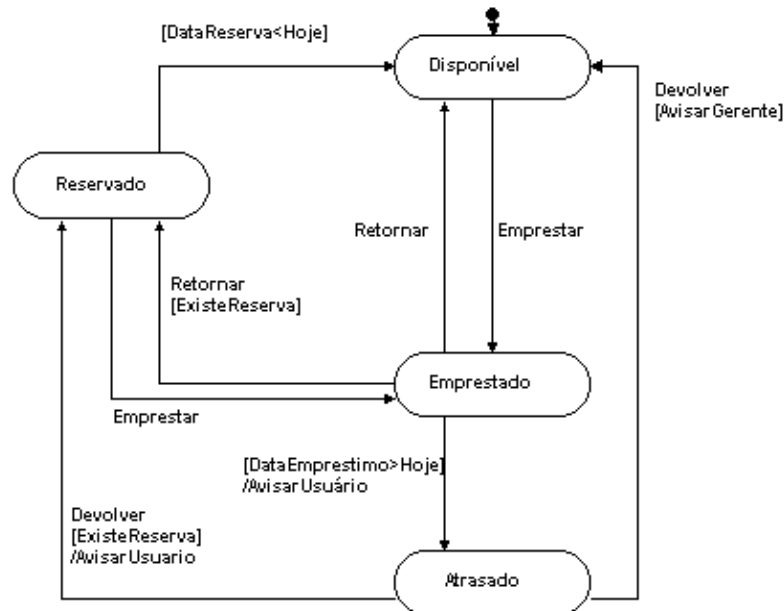 [DataReserva<Hoje]
Disponível
Devolver
[AvisarGerente]
Reservado
Retornar
Emprestar
Retornar
[ExisteReserva]
Emprestado
Emprestar
[DataEmprestimo>Hoje]
/AvisarUsuário
Devolver
[ExisteReserva]
/AvisarUsuario
Atrasado